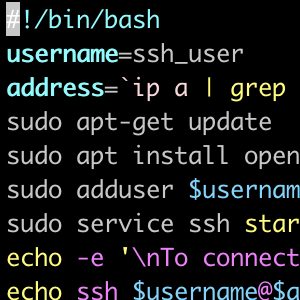 #!/bin/bash
username=ssh_user
address=`ip a | grep
sudo apt-get update
sudo apt install open
sudo adduser $usernam
sudo service ssh star
echo -e '\nTo connect
echo ssh $username@$a